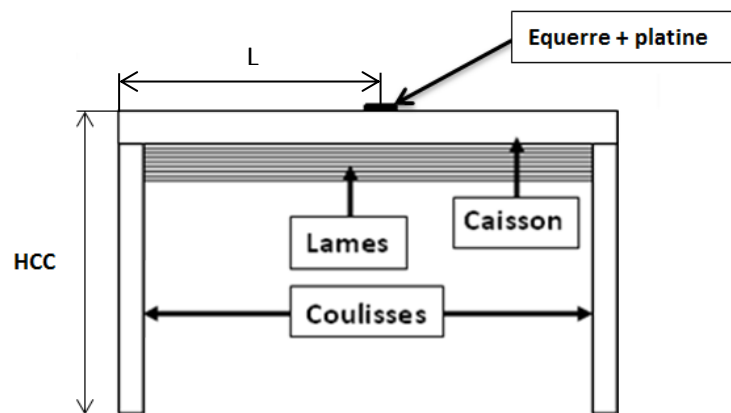 Equerre + platine
L
Caisson
Lames
HCC
Coulisses